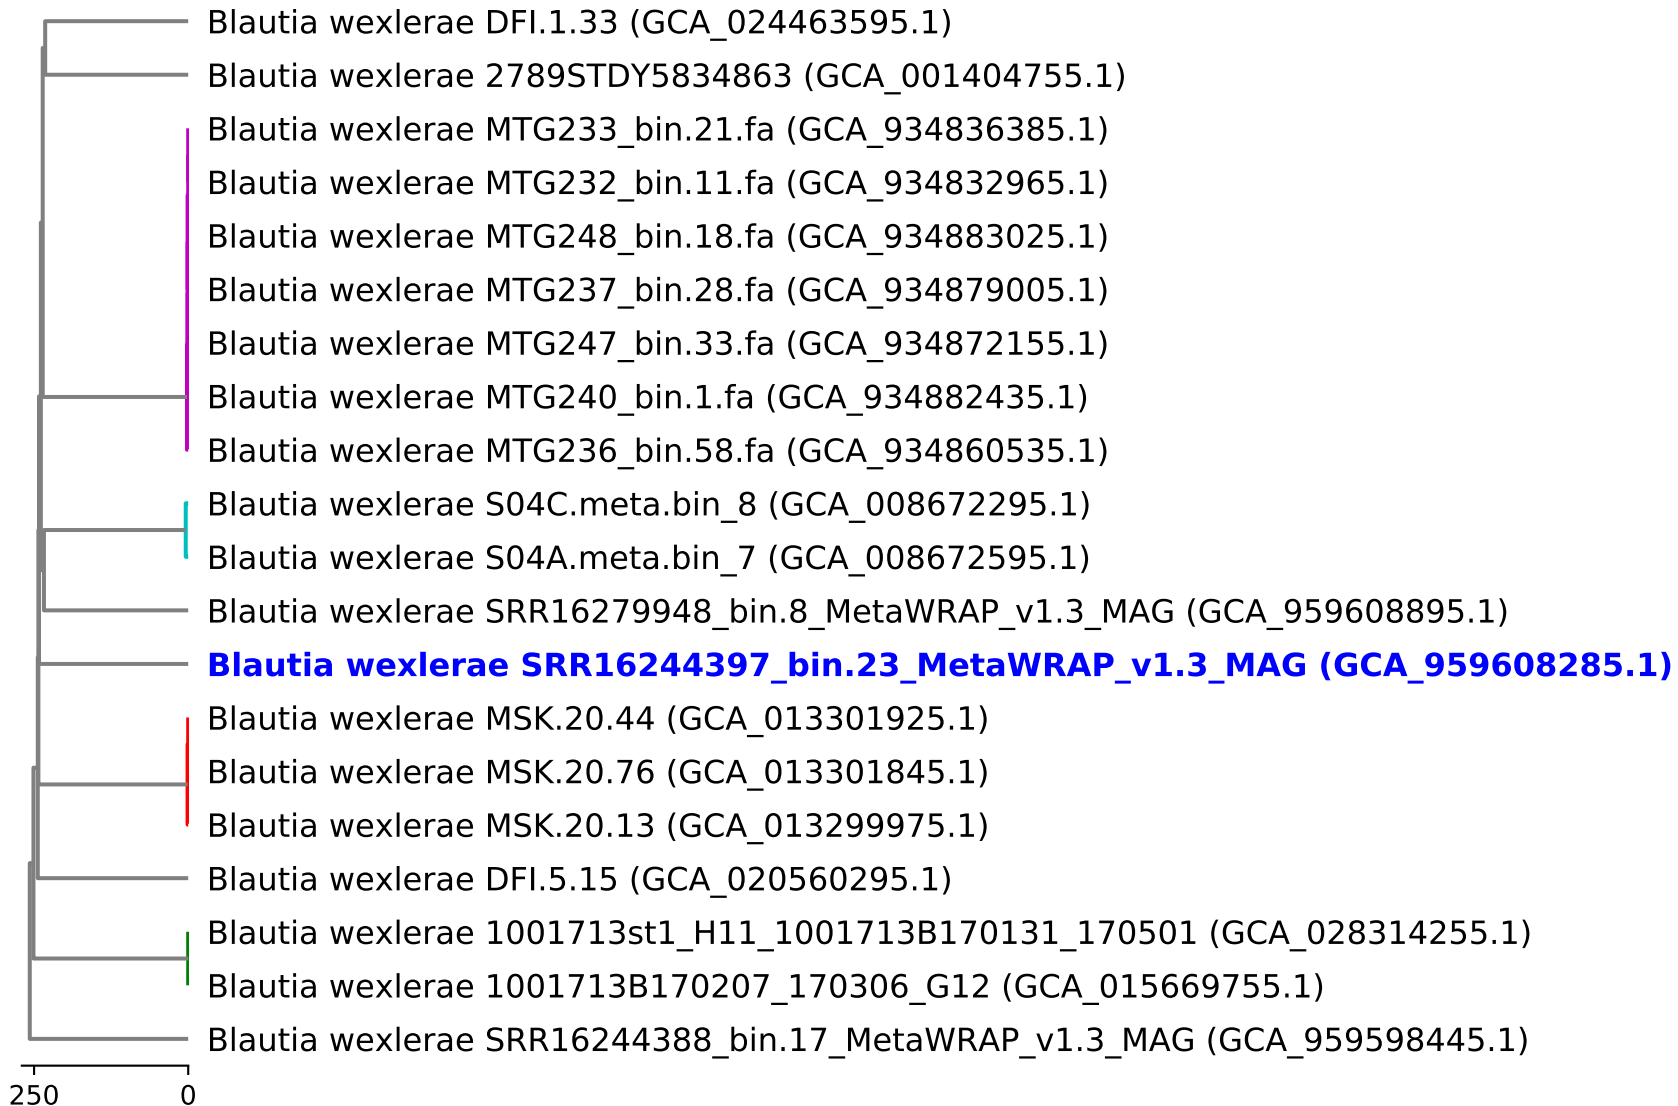 Blautia wexlerae DFI.1.33 (GCA_024463595.1)
Blautia wexlerae 2789STDY5834863 (GCA_001404755.1)
Blautia wexlerae MTG233_bin.21.fa (GCA_934836385.1)
Blautia wexlerae MTG232_bin.11.fa (GCA_934832965.1)
Blautia wexlerae MTG248_bin.18.fa (GCA_934883025.1)
Blautia wexlerae MTG237_bin.28.fa (GCA_934879005.1)
Blautia wexlerae MTG247_bin.33.fa (GCA_934872155.1)
Blautia wexlerae MTG240_bin.1.fa (GCA_934882435.1)
Blautia wexlerae MTG236_bin.58.fa (GCA_934860535.1)
Blautia wexlerae S04C.meta.bin_8 (GCA_008672295.1)
Blautia wexlerae S04A.meta.bin_7 (GCA_008672595.1)
Blautia wexlerae SRR16279948_bin.8_MetaWRAP_v1.3_MAG (GCA_959608895.1)
Blautia wexlerae SRR16244397_bin.23_MetaWRAP_v1.3_MAG (GCA_959608285.1)
Blautia wexlerae MSK.20.44 (GCA_013301925.1)
Blautia wexlerae MSK.20.76 (GCA_013301845.1)
Blautia wexlerae MSK.20.13 (GCA_013299975.1)
Blautia wexlerae DFI.5.15 (GCA_020560295.1)
Blautia wexlerae 1001713st1_H11_1001713B170131_170501 (GCA_028314255.1)
Blautia wexlerae 1001713B170207_170306_G12 (GCA_015669755.1)
Blautia wexlerae SRR16244388_bin.17_MetaWRAP_v1.3_MAG (GCA_959598445.1)
250 0